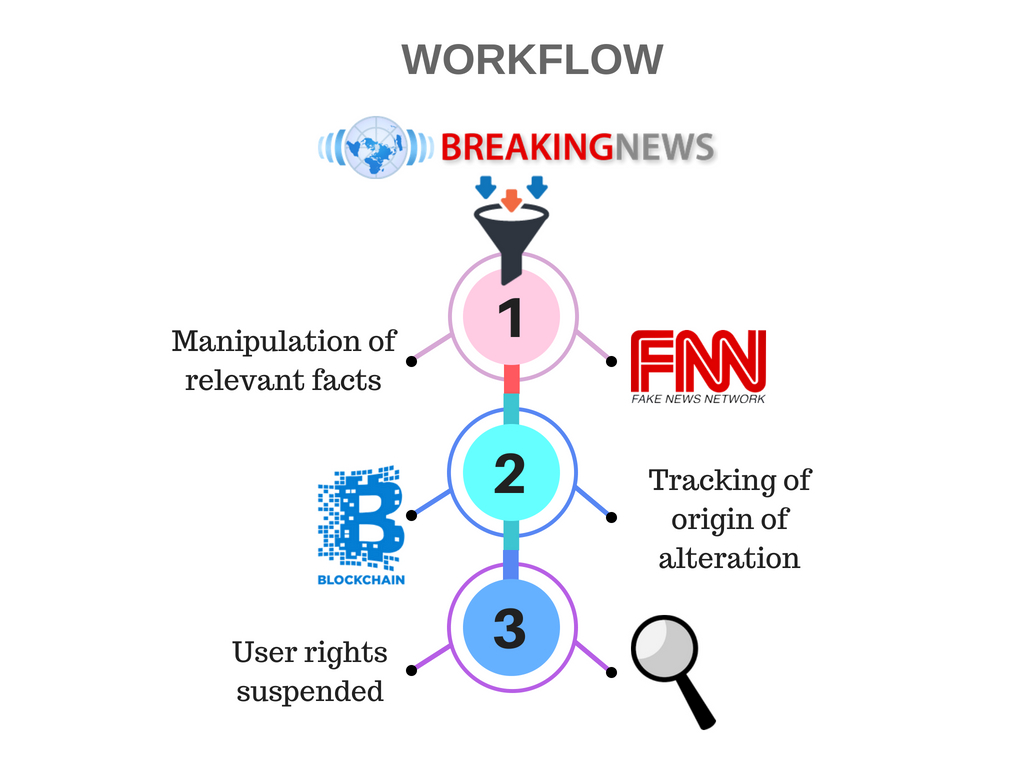 WORKFLOW
BREAKINGNEWS
1
Manipulation of
relevant facts
FNN
FAKE NEWS NETWORK
2
B
BLOCKCHAIN
Tracking of
origin of
alteration
3
User rights
suspended